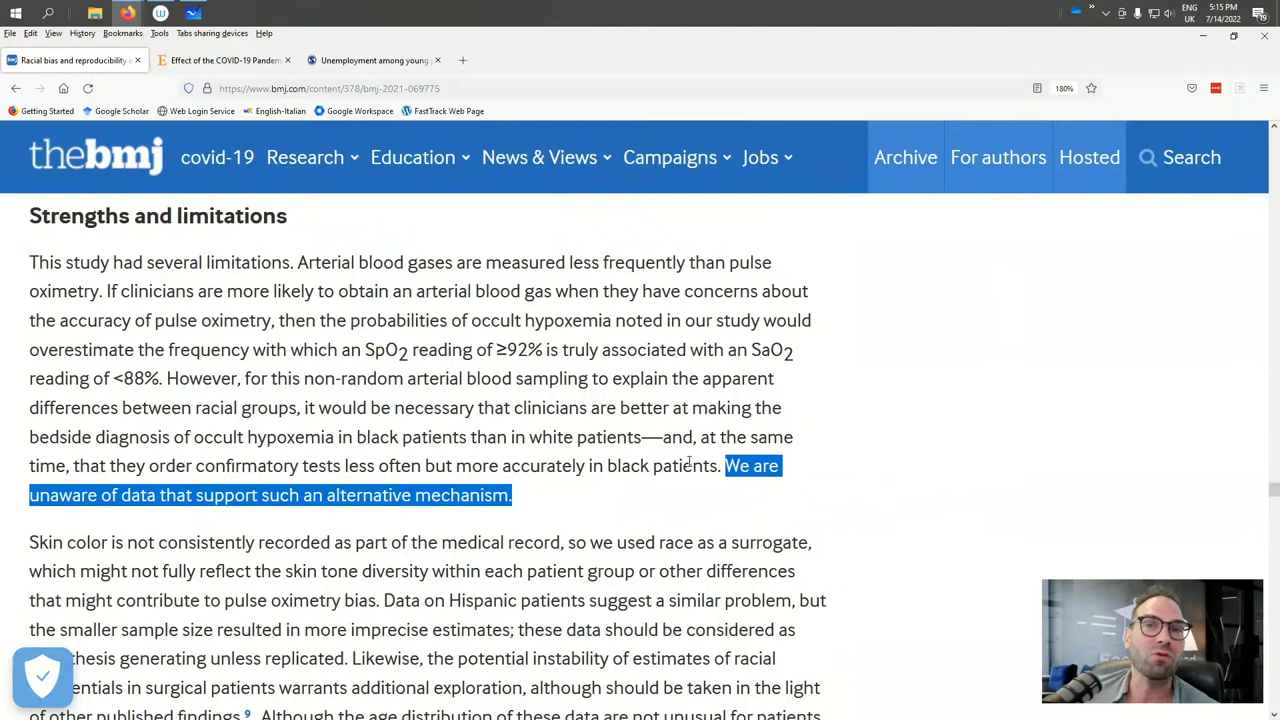 ENG
5:15 PM
UK
7/14/2022
19
File Edit View History Bookmarks Tools Tabs sharing devices Help
Racial bias and reproducibility i
Effect of the COVID-19 Pandem
Unemployment among young p
https://www.bmj.com/content/378/bmj-2021-069775
180%
Getting Started Google Scholar Web Login Service English-Italian Google Workspace FastTrack Web Page
thebmj covid-19 Research Education News & Views Campaigns Jobs Archive For authors Hosted Search
Strengths and limitations
This study had several limitations. Arterial blood gases are measured less frequently than pulse
oximetry. If clinicians are more likely to obtain an arterial blood gas when they have concerns about
the accuracy of pulse oximetry, then the probabilities of occult hypoxemia noted in our study would
overestimate the frequency with which an SpO2 reading of ≥92% is truly associated with an SaO2
reading of <88%. However, for this non-random arterial blood sampling to explain the apparent
differences between racial groups, it would be necessary that clinicians are better at making the
bedside diagnosis of occult hypoxemia in black patients than in white patients—and, at the same
time, that they order confirmatory tests less often but more accurately in black patients. We are
unaware of data that support such an alternative mechanism.
Skin color is not consistently recorded as part of the medical record, so we used race as a surrogate,
which might not fully reflect the skin tone diversity within each patient group or other differences
that might contribute to pulse oximetry bias. Data on Hispanic patients suggest a similar problem, but
the smaller sample size resulted in more imprecise estimates; these data should be considered as
thesis generating unless replicated. Likewise, the potential instability of estimates of racial
entials in surgical patients warrants additional exploration, although should be taken in the light
of other published findings.9 Although the age distribution of these data are not unusual for patients